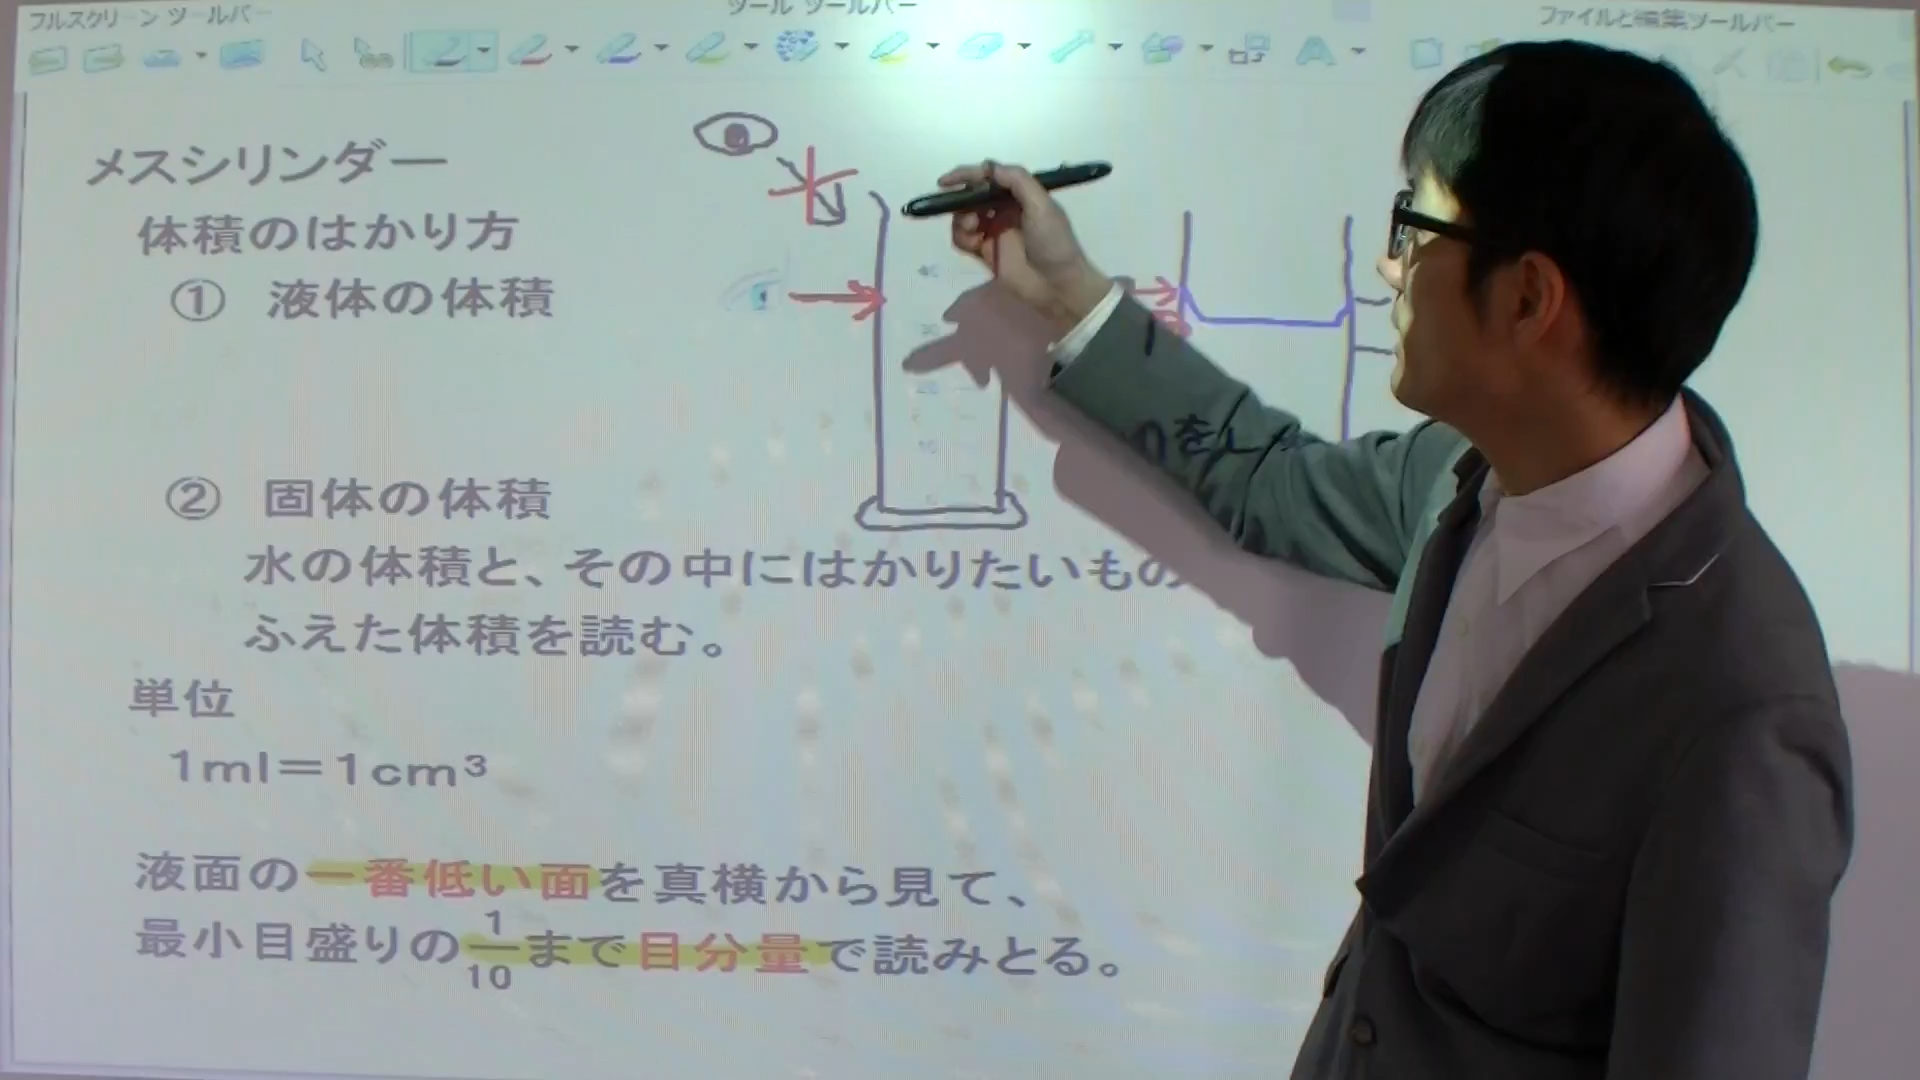 フルスクリーン ツールバー
ツール ツールバー
ファイルと編集ツールバー
メスシリンダー
体積のはかり方
① 液体の体積
40
30
20
10
② 固体の体積
水の体積と、その中にはかりたいもの
ふえた体積を読む。
単位
1ml＝1cm³
液面の一番低い面を真横から見て、
最小目盛りの1/10まで目分量で読みとる。